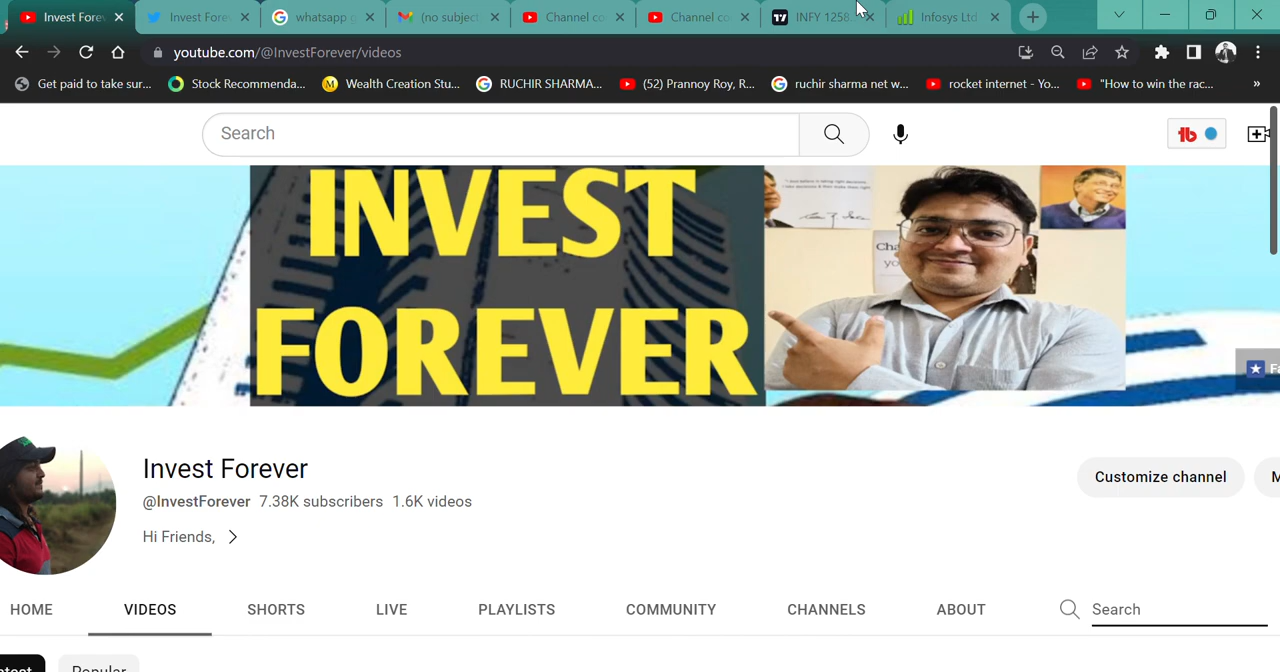 Invest Forev
Invest Forev
whatsapp g
(no subject
Channel co
Channel co
INFY 1258.
Infosys Ltd
youtube.com/@InvestForever/videos
Get paid to take sur...
Stock Recommenda...
Wealth Creation Stu...
RUCHIR SHARMA...
(52) Prannoy Roy, R...
ruchir sharma net w...
rocket internet - Yo...
"How to win the rac...
»
Search
INVEST
FOREVER
Invest Forever
@InvestForever 7.38K subscribers 1.6K videos
Hi Friends,
Customize channel
M
HOME
VIDEOS
SHORTS
LIVE
PLAYLISTS
COMMUNITY
CHANNELS
ABOUT
Search
Popular